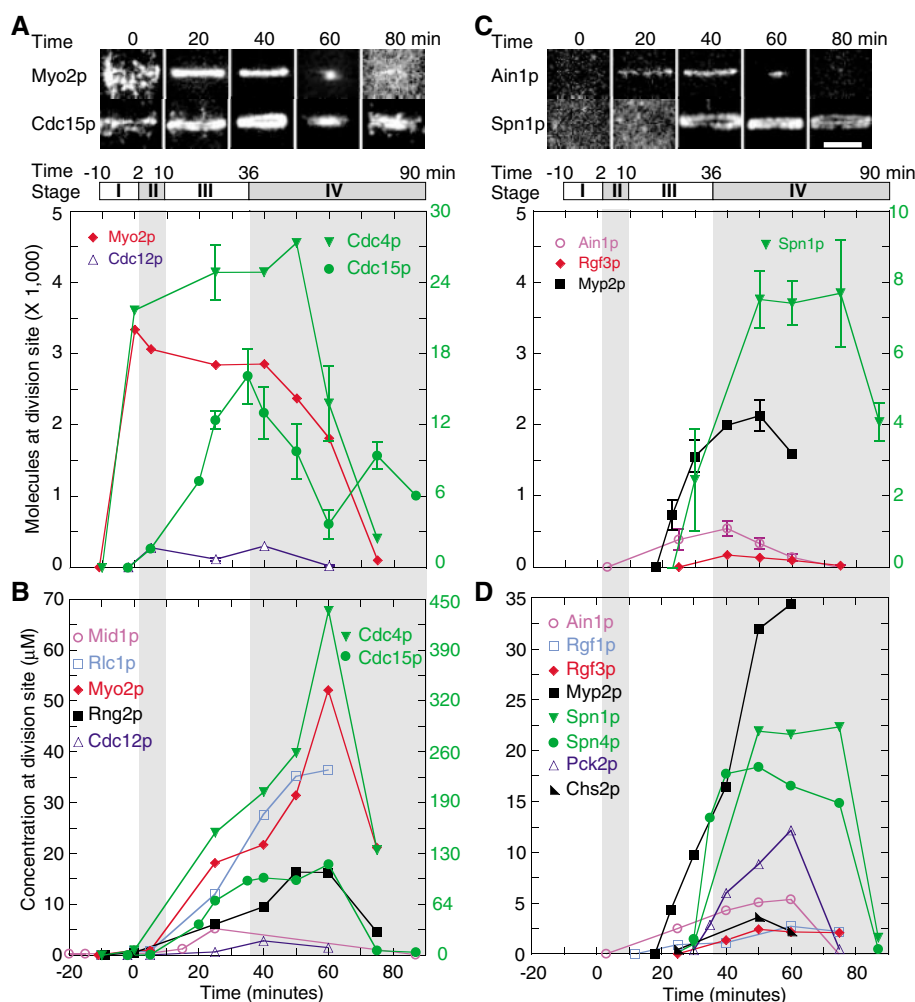 A
Time 0 20 40 60 80 min
Myo2p
Cdc15p
Time -10 2 10 36 90 min
Stage I II III IV
5 4 3 2 1 0
Molecules at division site (X 1,000)
Myo2p
Cdc12p
Cdc4p
Cdc15p
30 24 18 12 6 0
B
70 60 50 40 30 20 10 0
Concentration at division site (µM)
Mid1p
Rlc1p
Myo2p
Rng2p
Cdc12p
Cdc4p
Cdc15p
450 390 260 190 130 64 0
-20 0 20 40 60 80
Time (minutes)
C
Time 0 20 40 60 80 min
Ain1p
Spn1p
Time -10 2 10 36 90 min
Stage I II III IV
5 4 3 2 1 0
Ain1p
Rgf3p
Myp2p
Spn1p
10 8 6 4 2 0
D
35 30 25 20 15 10 5 0
Ain1p
Rgf1p
Rgf3p
Myp2p
Spn1p
Spn4p
Pck2p
Chs2p
-20 0 20 40 60 80
Time (minutes)